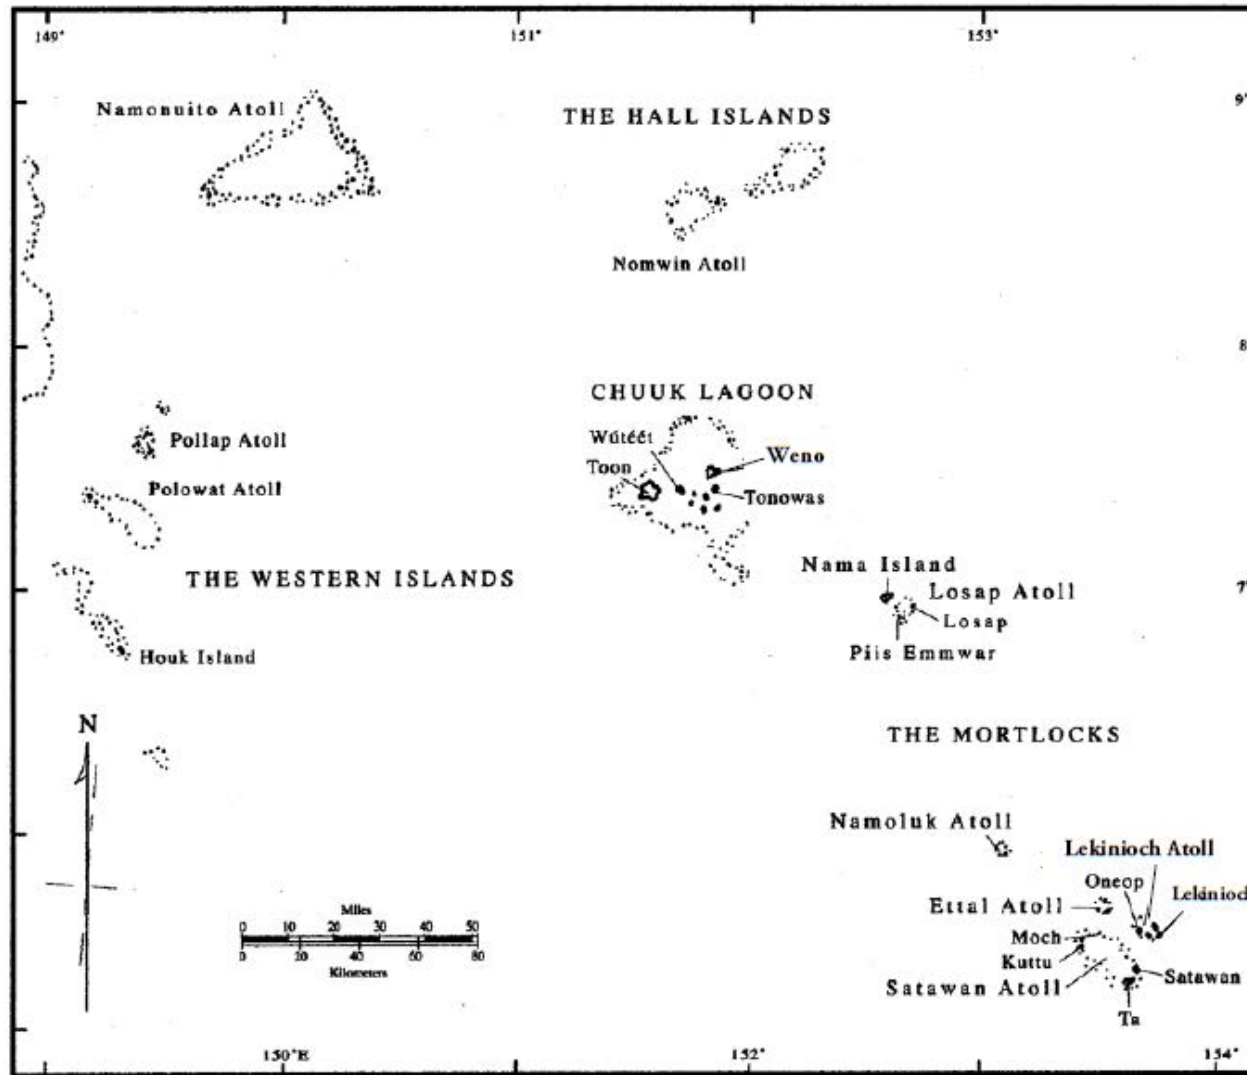 149°
151°
153°
Namonuito Atoll
THE HALL ISLANDS
9°
Nomwin Atoll
8
CHUUK LAGOON
Wútéét
Weno
Toon
Tonowas
Pollap Atoll
Polowat Atoll
THE WESTERN ISLANDS
Nama Island
7°
Losap Atoll
Losap
Piis Emmwar
Houk Island
N
THE MORTLOCKS
Namoluk Atoll
Lekinioch Atoll
Oneop
Lekinioc
Ettal Atoll
Moch
Kuttu
Satawan
Satawan Atoll
Ta
Miles
0 10 20 30 40 50
0 20 40 60 80
Kilometers
150°E
152°
154°